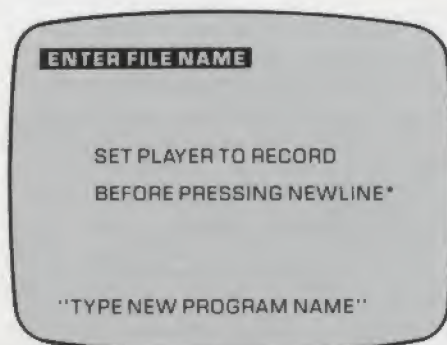 ENTER FILE NAME
SET PLAYER TO RECORD
BEFORE PRESSING NEWLINE*
"TYPE NEW PROGRAM NAME"